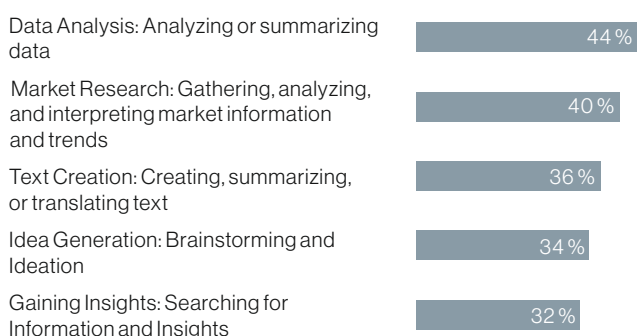 Data Analysis: Analyzing or summarizing
data
44 %
Market Research: Gathering, analyzing,
and interpreting market information
and trends
40 %
Text Creation: Creating, summarizing,
or translating text
36 %
Idea Generation: Brainstorming and
Ideation
34 %
Gaining Insights: Searching for
Information and Insights
32 %